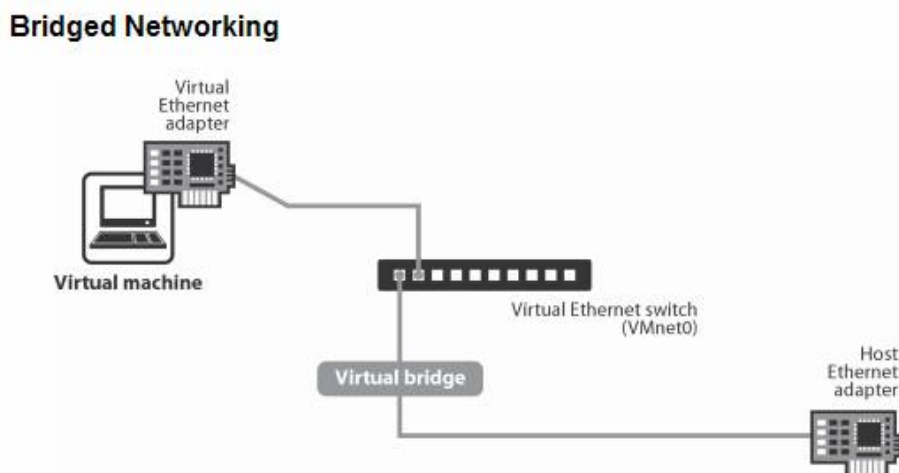 Bridged Networking
Virtual
Ethernet
adapter
Virtual machine
Virtual Ethernet switch
(VMnet0)
Virtual bridge
Host
Ethernet
adapter